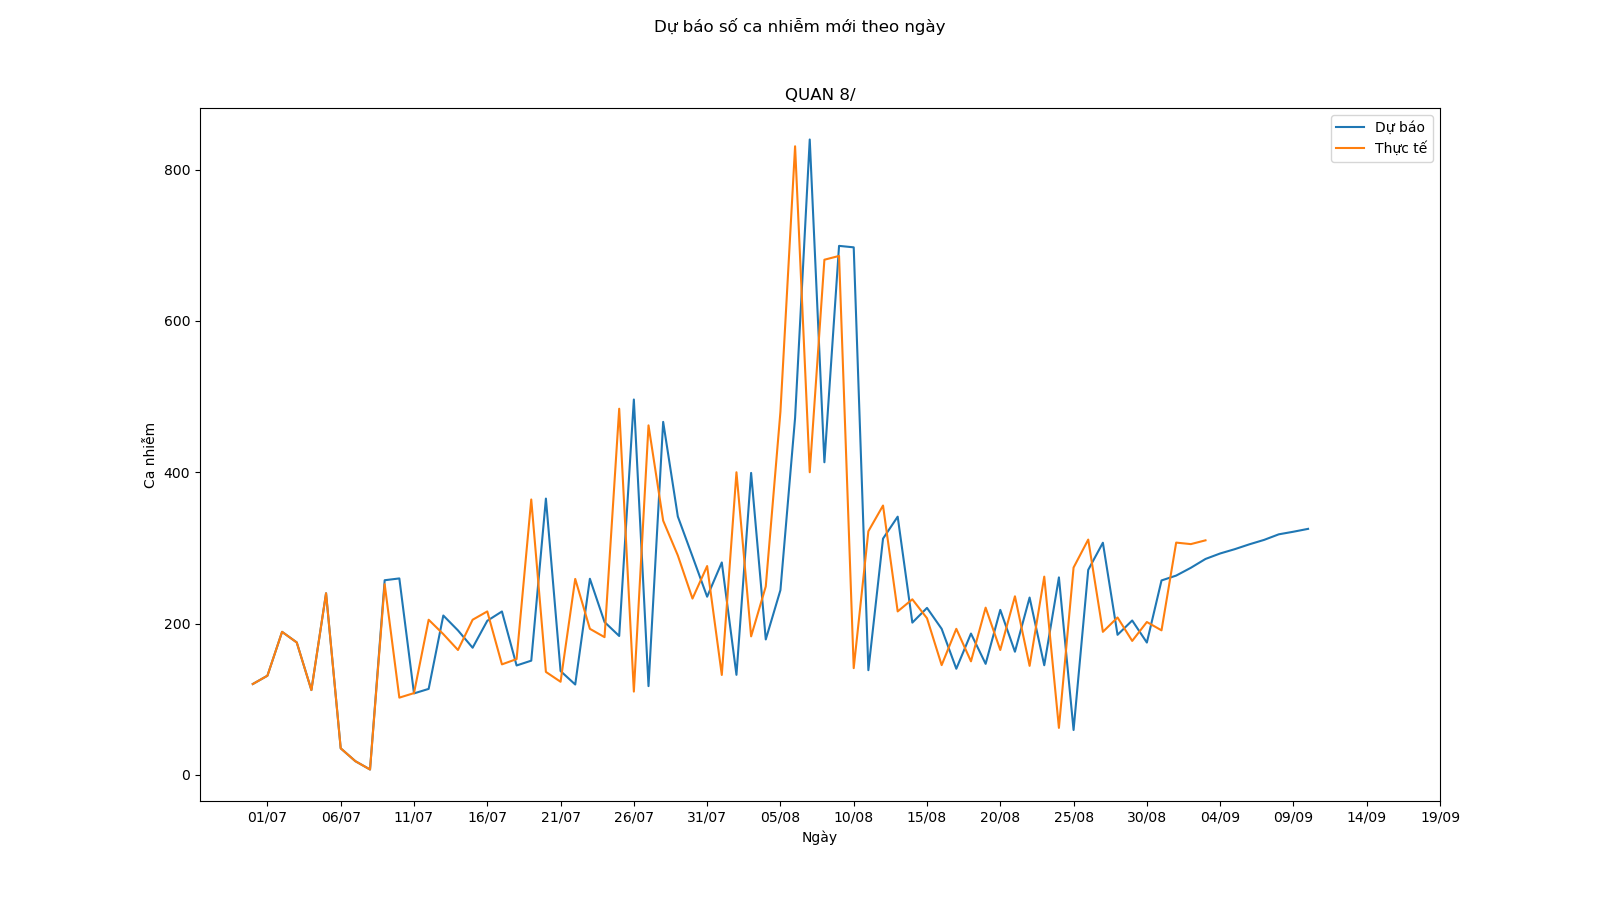 Dự báo số ca nhiễm mới theo ngày
QUAN 8/
Dự báo
Thực tế
800
600
400
200
0
Ca nhiễm
01/07 06/07 11/07 16/07 21/07 26/07 31/07 05/08 10/08 15/08 20/08 25/08 30/08 04/09 09/09 14/09 19/09
Ngày